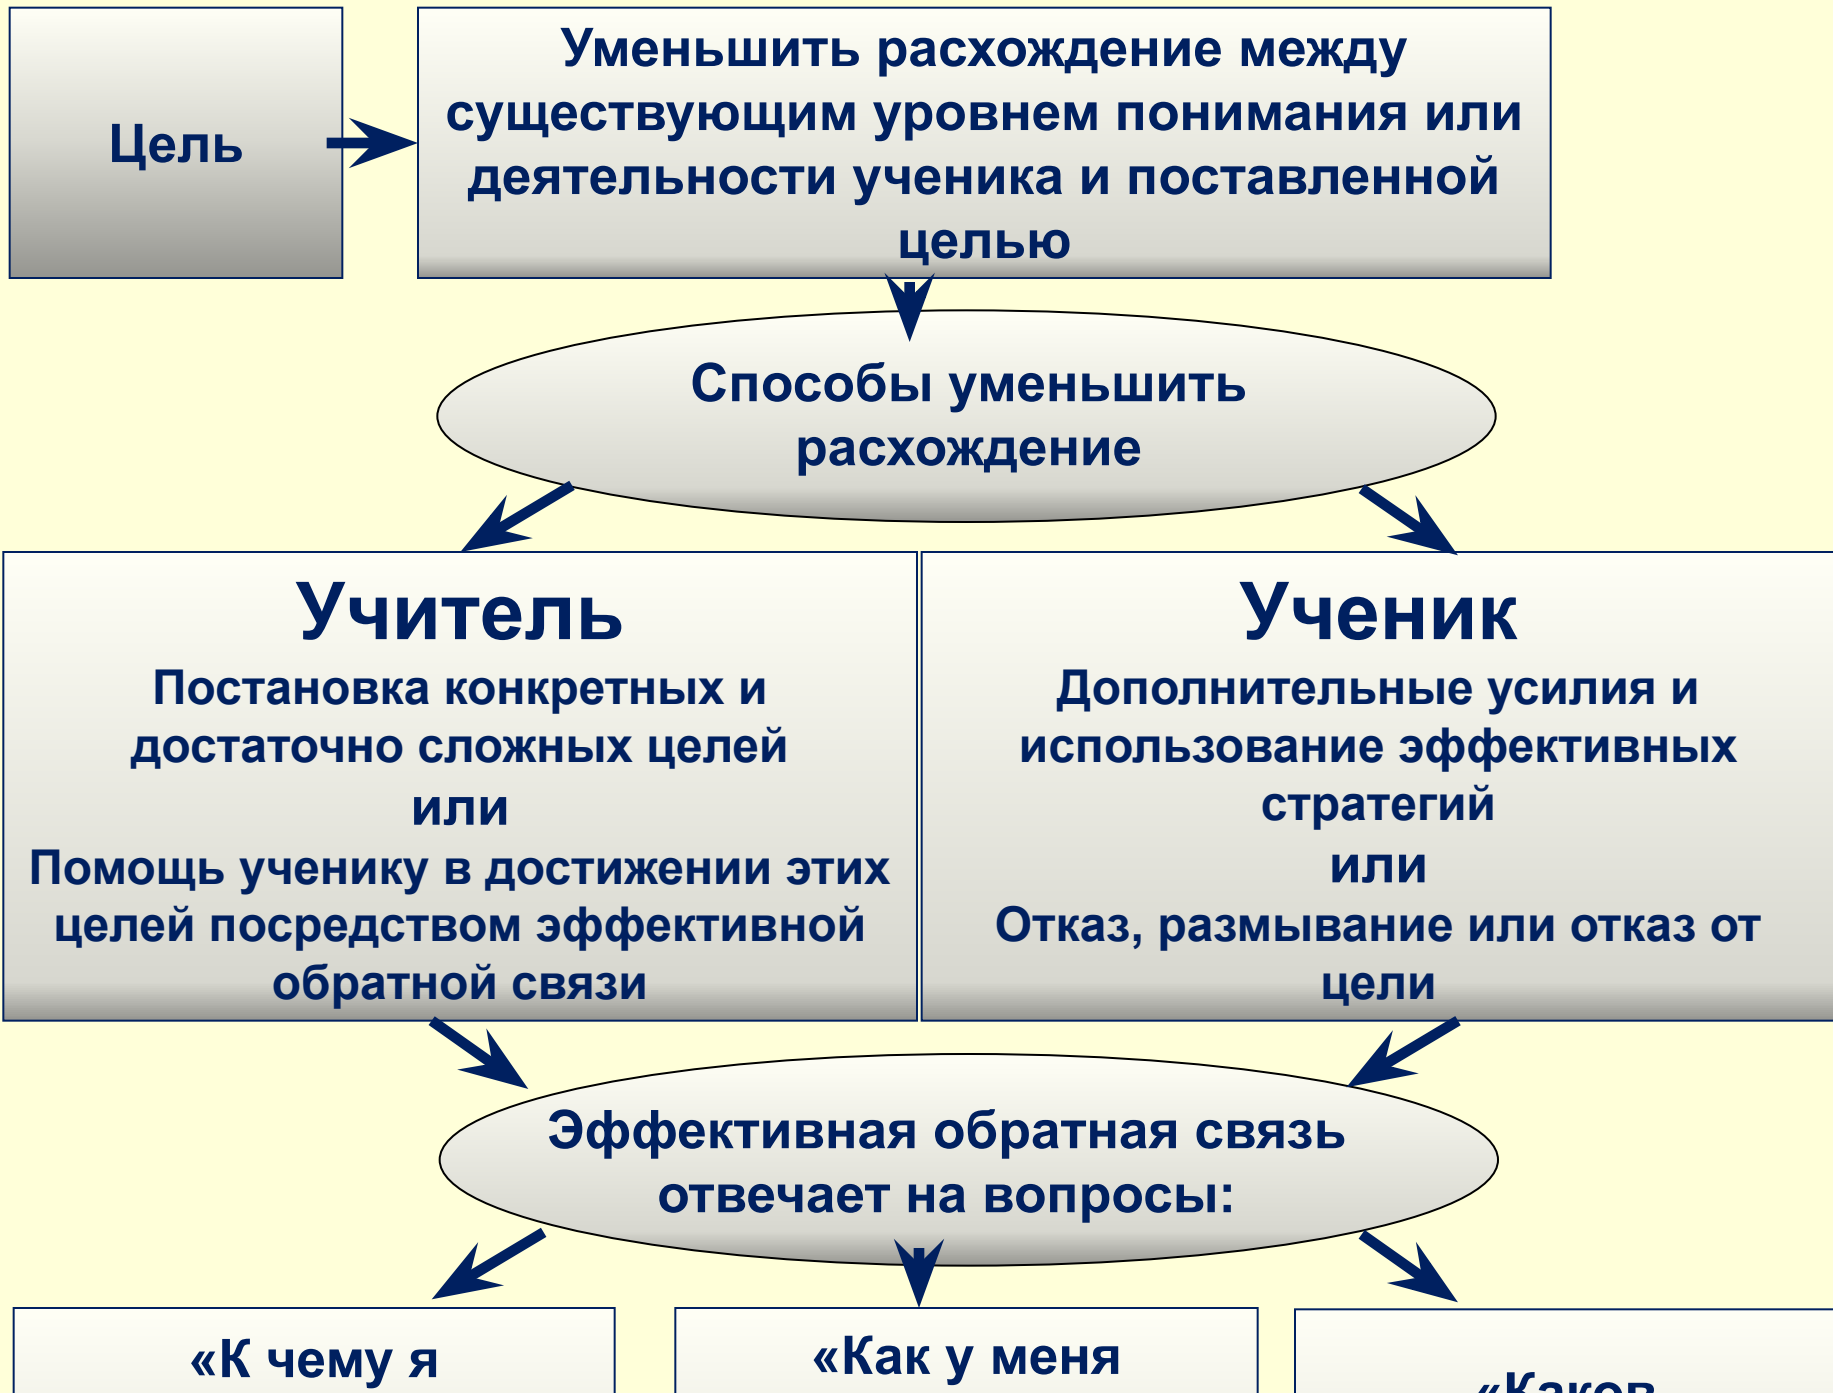 Цель
Уменьшить расхождение между
существующим уровнем понимания или
деятельности ученика и поставленной
целью
Способы уменьшить
расхождение
Учитель
Постановка конкретных и
достаточно сложных целей
или
Помощь ученику в достижении этих
целей посредством эффективной
обратной связи
Ученик
Дополнительные усилия и
использование эффективных
стратегий
или
Отказ, размывание или отказ от
цели
Эффективная обратная связь
отвечает на вопросы:
«К чему я
«Как у меня
«Каков